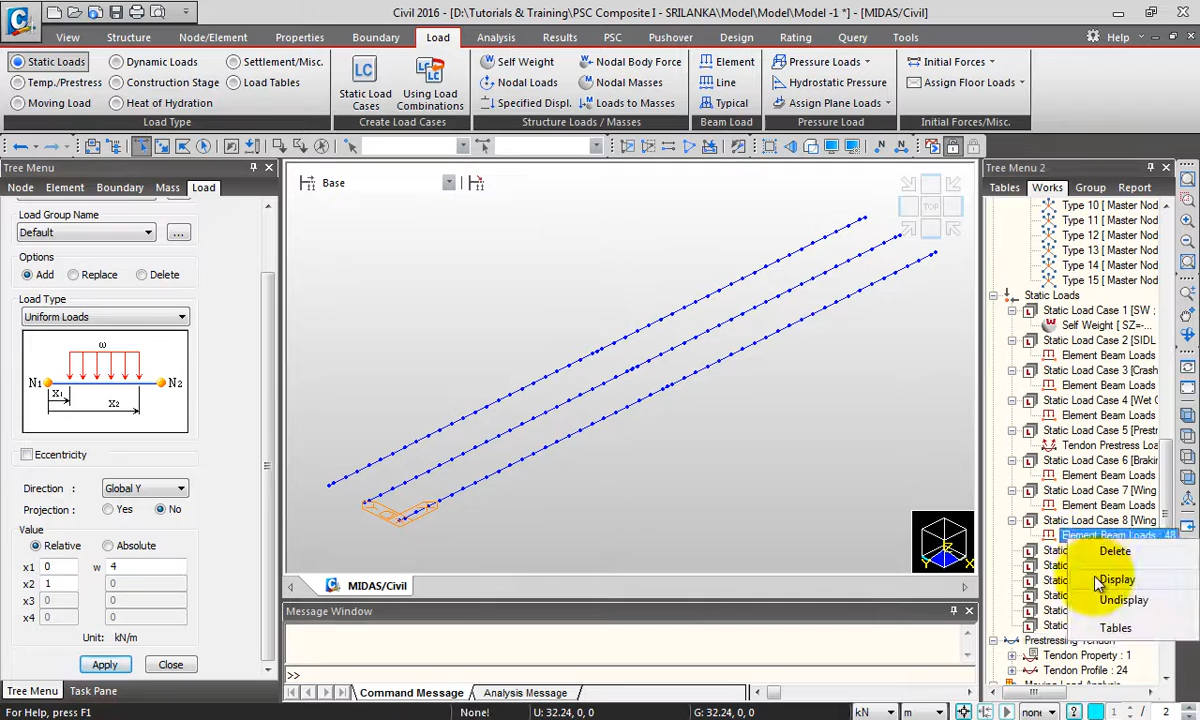 Civil 2016 - [D:\Tutorials & Training\PSC Composite I - SRILANKA\Model\Model\Model -1 *] - [MIDAS/Civil]
View Structure Node/Element Properties Boundary Load Analysis Results PSC Pushover Design Rating Query Tools Help
Static Loads Dynamic Loads Settlement/Misc.
Temp./Prestress Construction Stage Load Tables
Moving Load Heat of Hydration
Load Type
LC
Static Load Cases
LC
Using Load Combinations
Create Load Cases
Self Weight Nodal Body Force
Nodal Loads Nodal Masses
Specified Displ. Loads to Masses
Structure Loads / Masses
Element
Line
Typical
Beam Load
Pressure Loads
Hydrostatic Pressure
Assign Plane Loads
Pressure Load
Initial Forces
Assign Floor Loads
Initial Forces/Misc.
Tree Menu
Node Element Boundary Mass Load
Load Group Name
Default ...
Options
Add Replace Delete
Load Type
Uniform Loads
ω
N1 N2
X1
X2
Eccentricity
Direction : Global Y
Projection : Yes No
Value
Relative Absolute
x1 0 w 4
x2 1 0
x3 0 0
x4 0 0
Unit: kN/m
Apply Close
Tree Menu Task Pane
Base
TOP
Z
Y X
MIDAS/Civil
Message Window
>>
Command Message Analysis Message
Tree Menu 2
Tables Works Group Report
Type 10 [ Master Nod
Type 11 [ Master Nod
Type 12 [ Master Nod
Type 13 [ Master Nod
Type 14 [ Master Nod
Type 15 [ Master Nod
Static Loads
Static Load Case 1 [SW ;
Self Weight [ SZ=-...
Static Load Case 2 [SIDL
Element Beam Loads
Static Load Case 3 [Crash
Element Beam Loads
Static Load Case 4 [Wet C
Element Beam Loads
Static Load Case 5 [Prest
Tendon Prestress Loa
Static Load Case 6 [Braki
Element Beam Loads
Static Load Case 7 [Wing
Element Beam Loads
Static Load Case 8 [Wing
Element Beam Loads : 48
Delete
Display
Undisplay
Tables
Prestressing Tendon
Tendon Property : 1
Tendon Profile : 24
For Help, press F1
None! U: 32.24, 0, 0 G: 32.24, 0, 0 kN m none 1 / 2